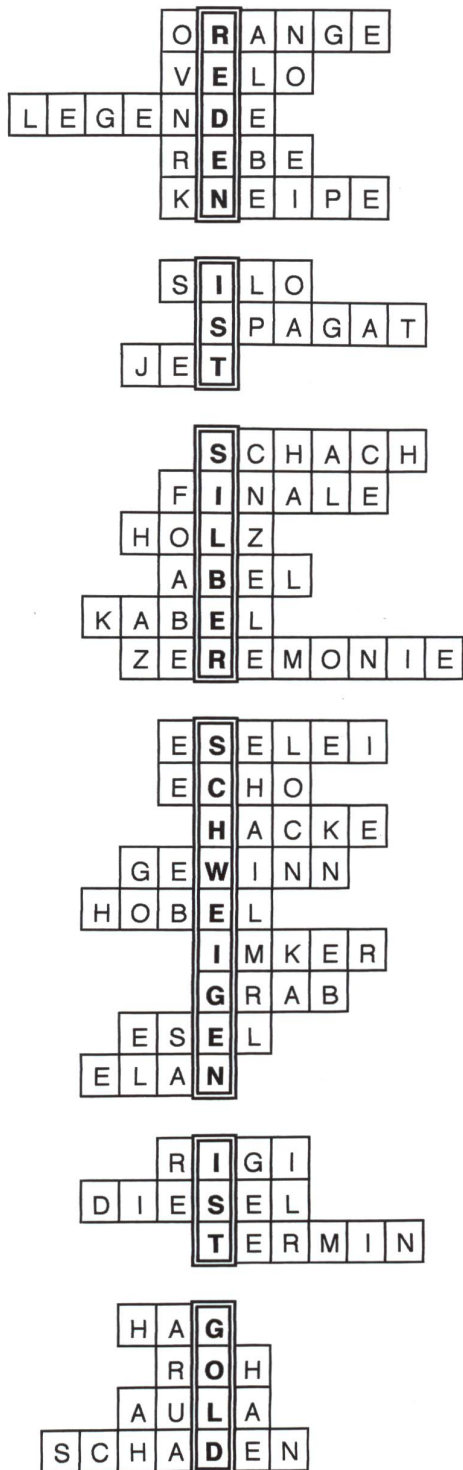 ORANGE
VELO
LEGENDE
REBE
KNEIPE
SILO
SPAGAT
JET
SCHACH
FINALE
HOLZ
ABEL
KABEL
ZEREMONIE
ESELEI
ECHO
HACKE
GEWINN
HOBEL
IMKER
GRAB
ESEL
ELAN
RIGI
DIESEL
TERMIN
HAG
ROH
AULA
SCHADEN